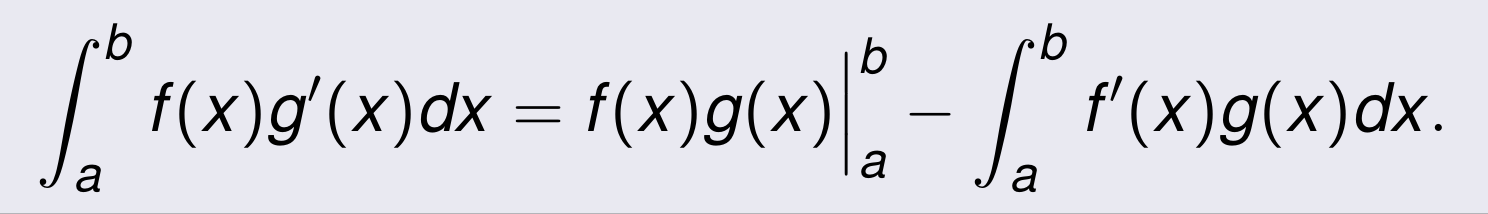 ∫_a^b f(x)g′(x)dx = f(x)g(x)|_a^b − ∫_a^b f′(x)g(x)dx.